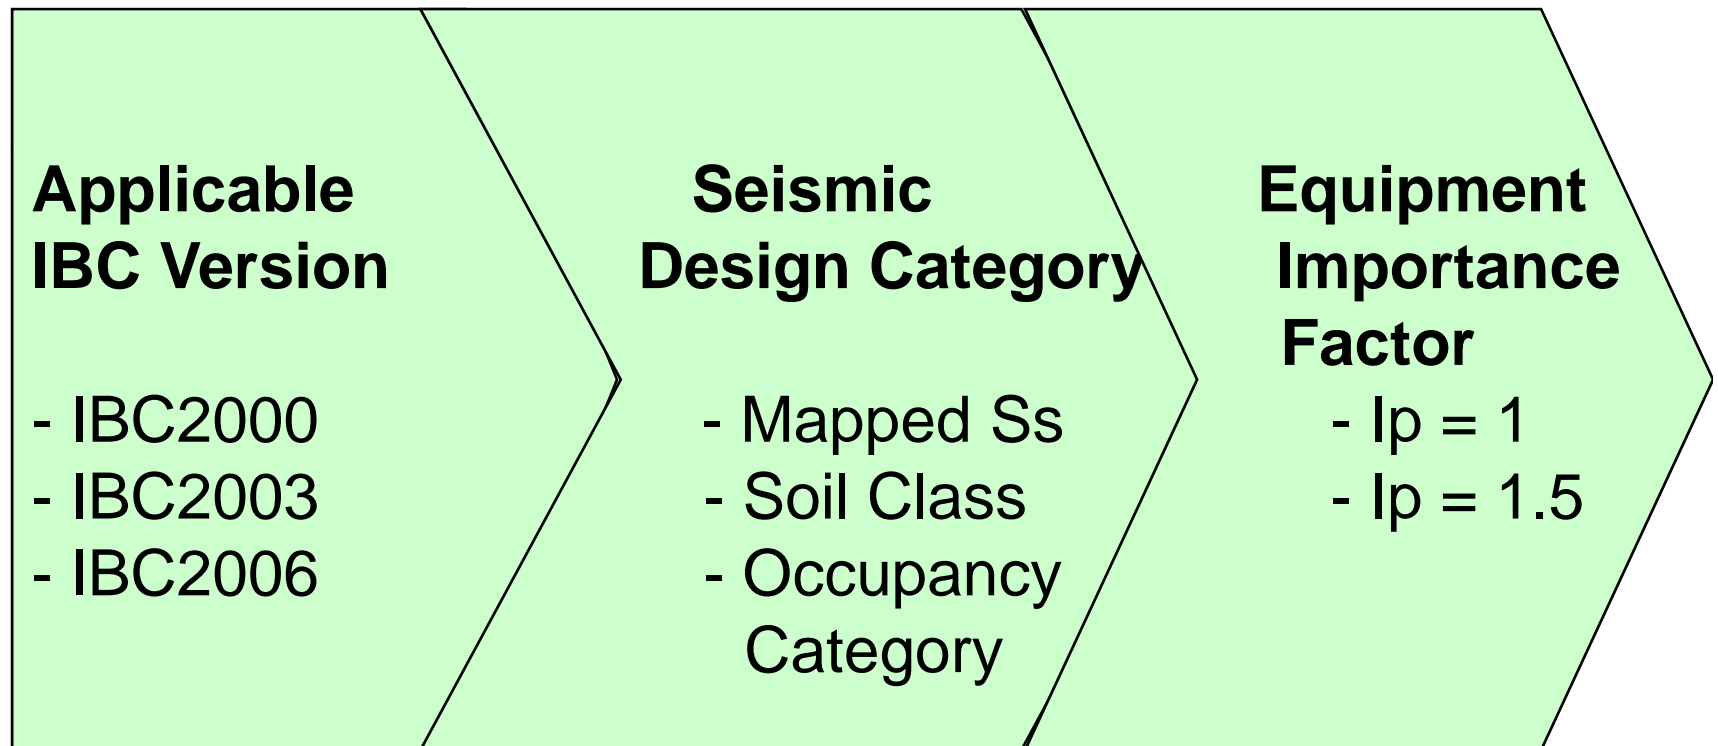 Applicable
IBC Version
- IBC2000
- IBC2003
- IBC2006
Seismic
Design Category
- Mapped Ss
- Soil Class
- Occupancy
Category
Equipment
Importance
Factor
- Ip = 1
- Ip = 1.5